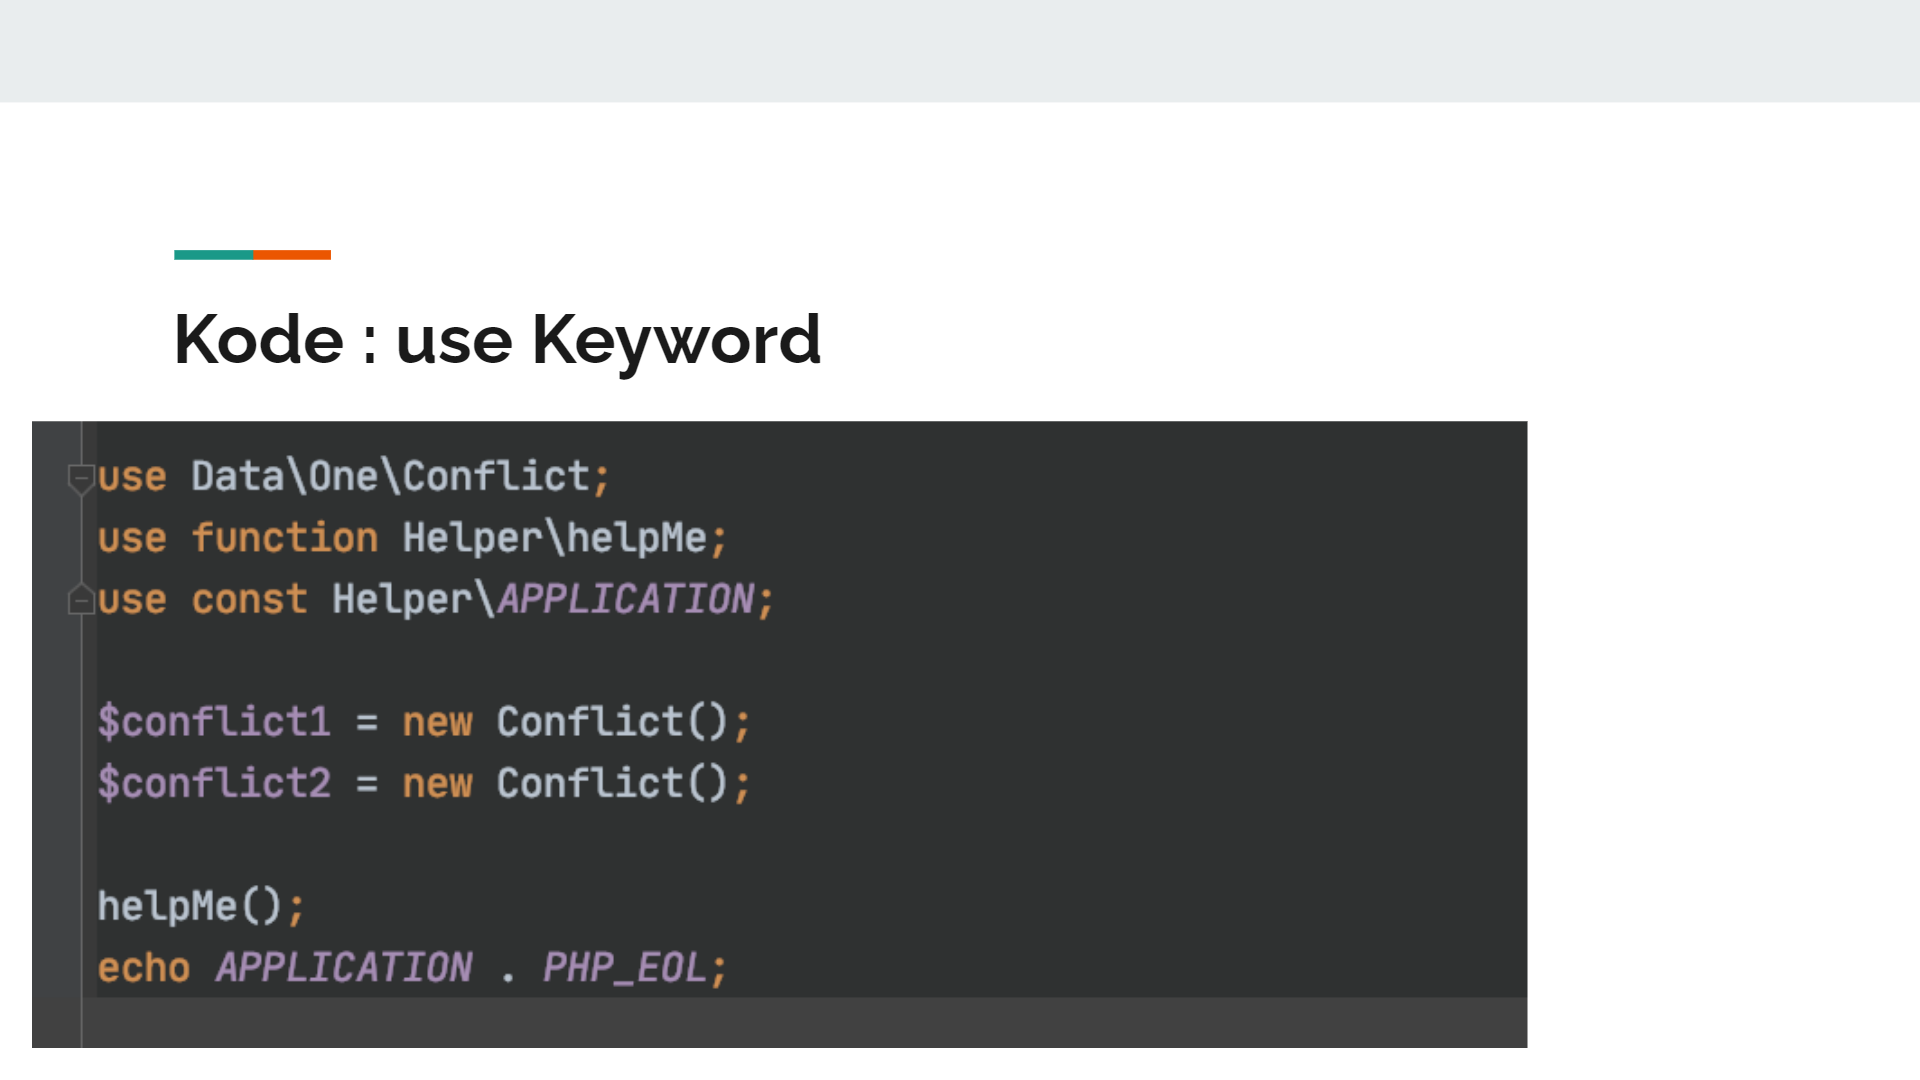 Kode : use Keyword
use Data\One\Conflict;
use function Helper\helpMe;
use const Helper\APPLICATION;
$conflict1 = new Conflict();
$conflict2 = new Conflict();
helpMe();
echo APPLICATION . PHP_EOL;